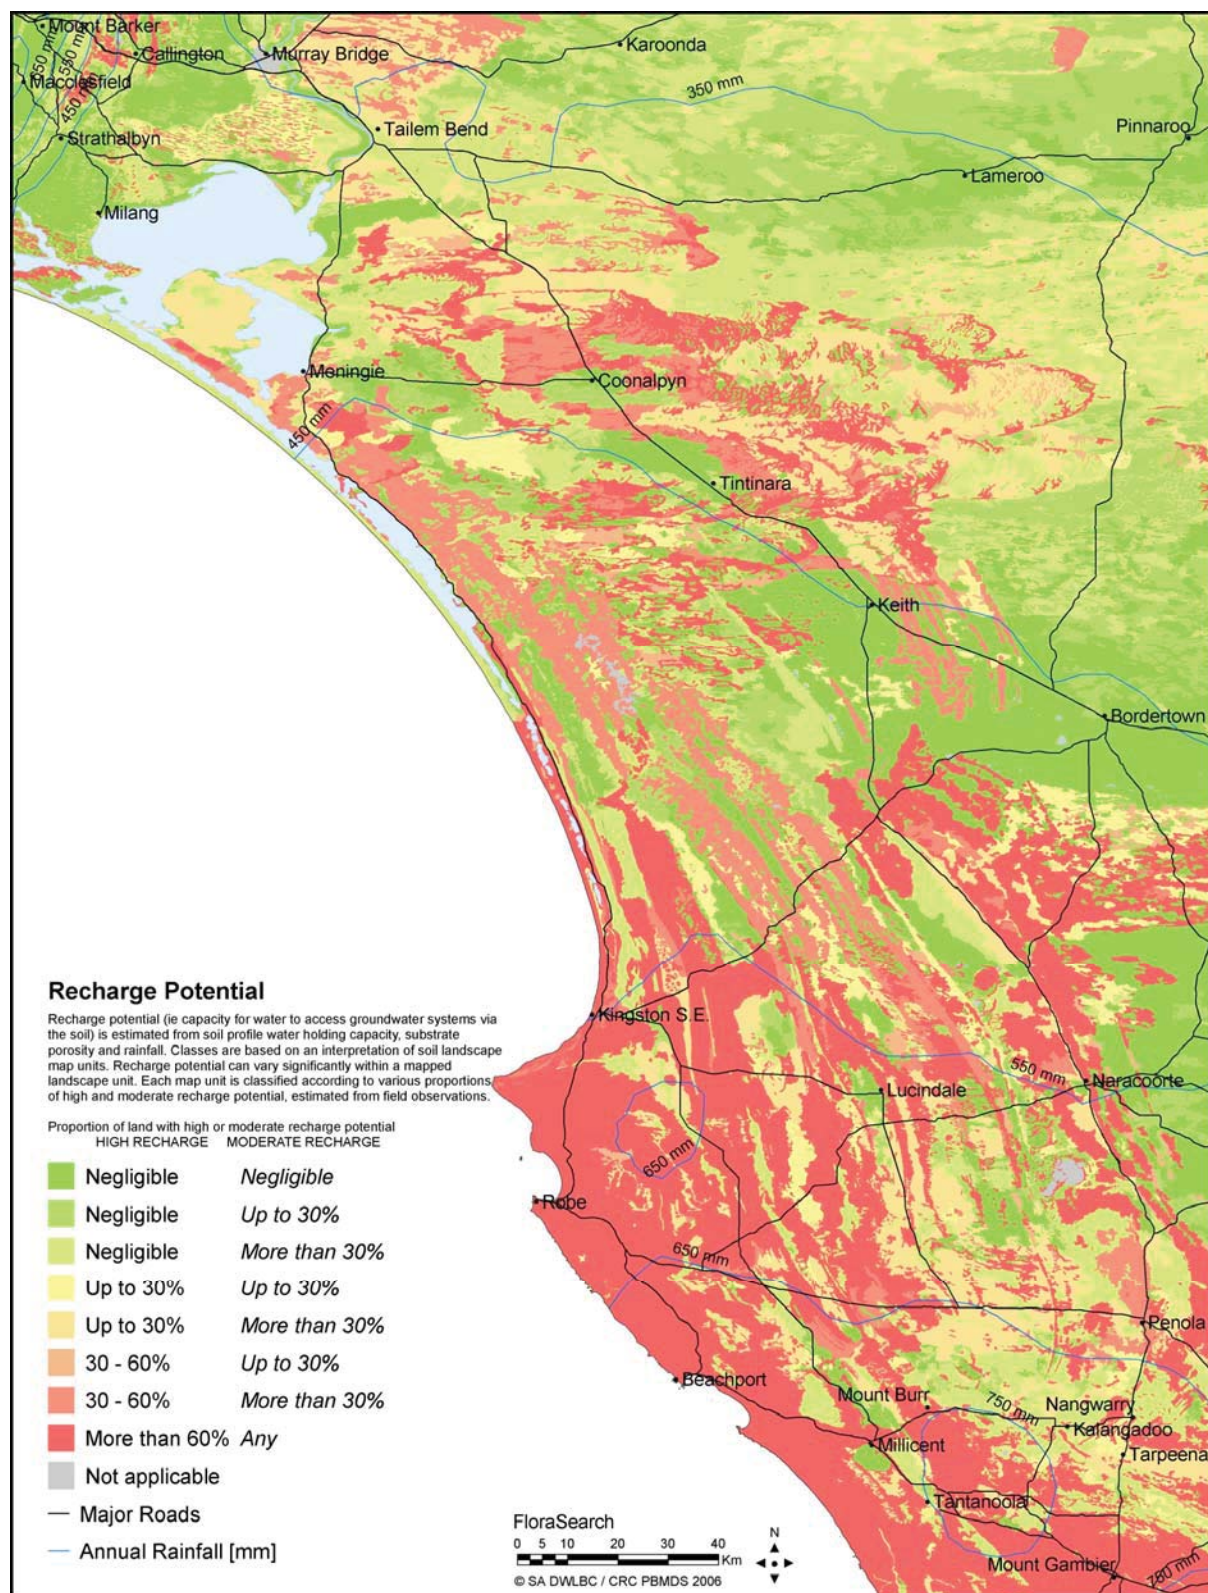 Mount Barker
Callington
Murray Bridge
Karoonda
650 mm
550 mm
450 mm
Macclesfield
350 mm
Strathalbyn
Tailem Bend
Pinnaroo
Lameroo
Milang
Meningie
Coonalpyn
450 mm
Tintinara
Keith
Bordertown
Kingston S.E.
550 mm
Naracoorte
Lucindale
650 mm
Robe
650 mm
Penola
Beachport
Mount Burr
750 mm
Nangwarry
Kalangadoo
Millicent
Tarpeena
Tantanoola
Mount Gambier
750 mm
Recharge Potential
Recharge potential (ie capacity for water to access groundwater systems via
the soil) is estimated from soil profile water holding capacity, substrate
porosity and rainfall. Classes are based on an interpretation of soil landscape
map units. Recharge potential can vary significantly within a mapped
landscape unit. Each map unit is classified according to various proportions
of high and moderate recharge potential, estimated from field observations.
Proportion of land with high or moderate recharge potential
HIGH RECHARGE MODERATE RECHARGE
Negligible Negligible
Negligible Up to 30%
Negligible More than 30%
Up to 30% Up to 30%
Up to 30% More than 30%
30 - 60% Up to 30%
30 - 60% More than 30%
More than 60% Any
Not applicable
Major Roads
Annual Rainfall [mm]
FloraSearch
N
0 5 10 20 30 40
Km
© SA DWLBC / CRC PBMDS 2006